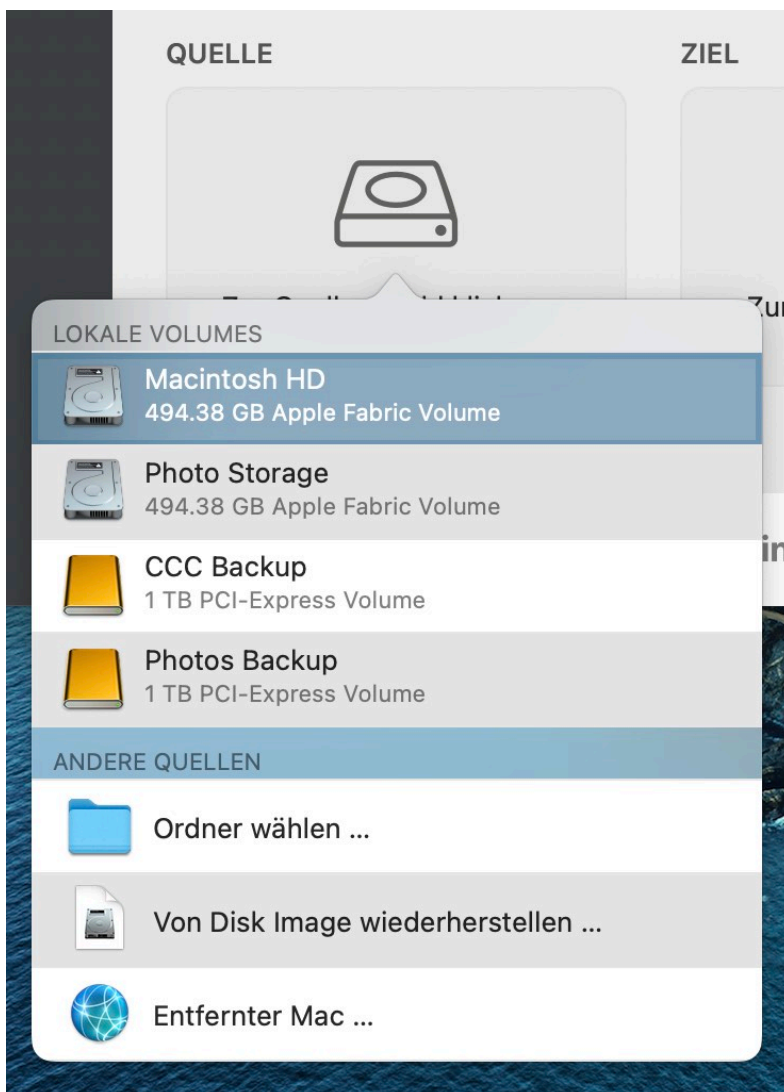 QUELLE
ZIEL
LOKALE VOLUMES
Macintosh HD
494.38 GB Apple Fabric Volume
Photo Storage
494.38 GB Apple Fabric Volume
CCC Backup
1 TB PCI-Express Volume
Photos Backup
1 TB PCI-Express Volume
ANDERE QUELLEN
Ordner wählen ...
Von Disk Image wiederherstellen ...
Entfernter Mac ...